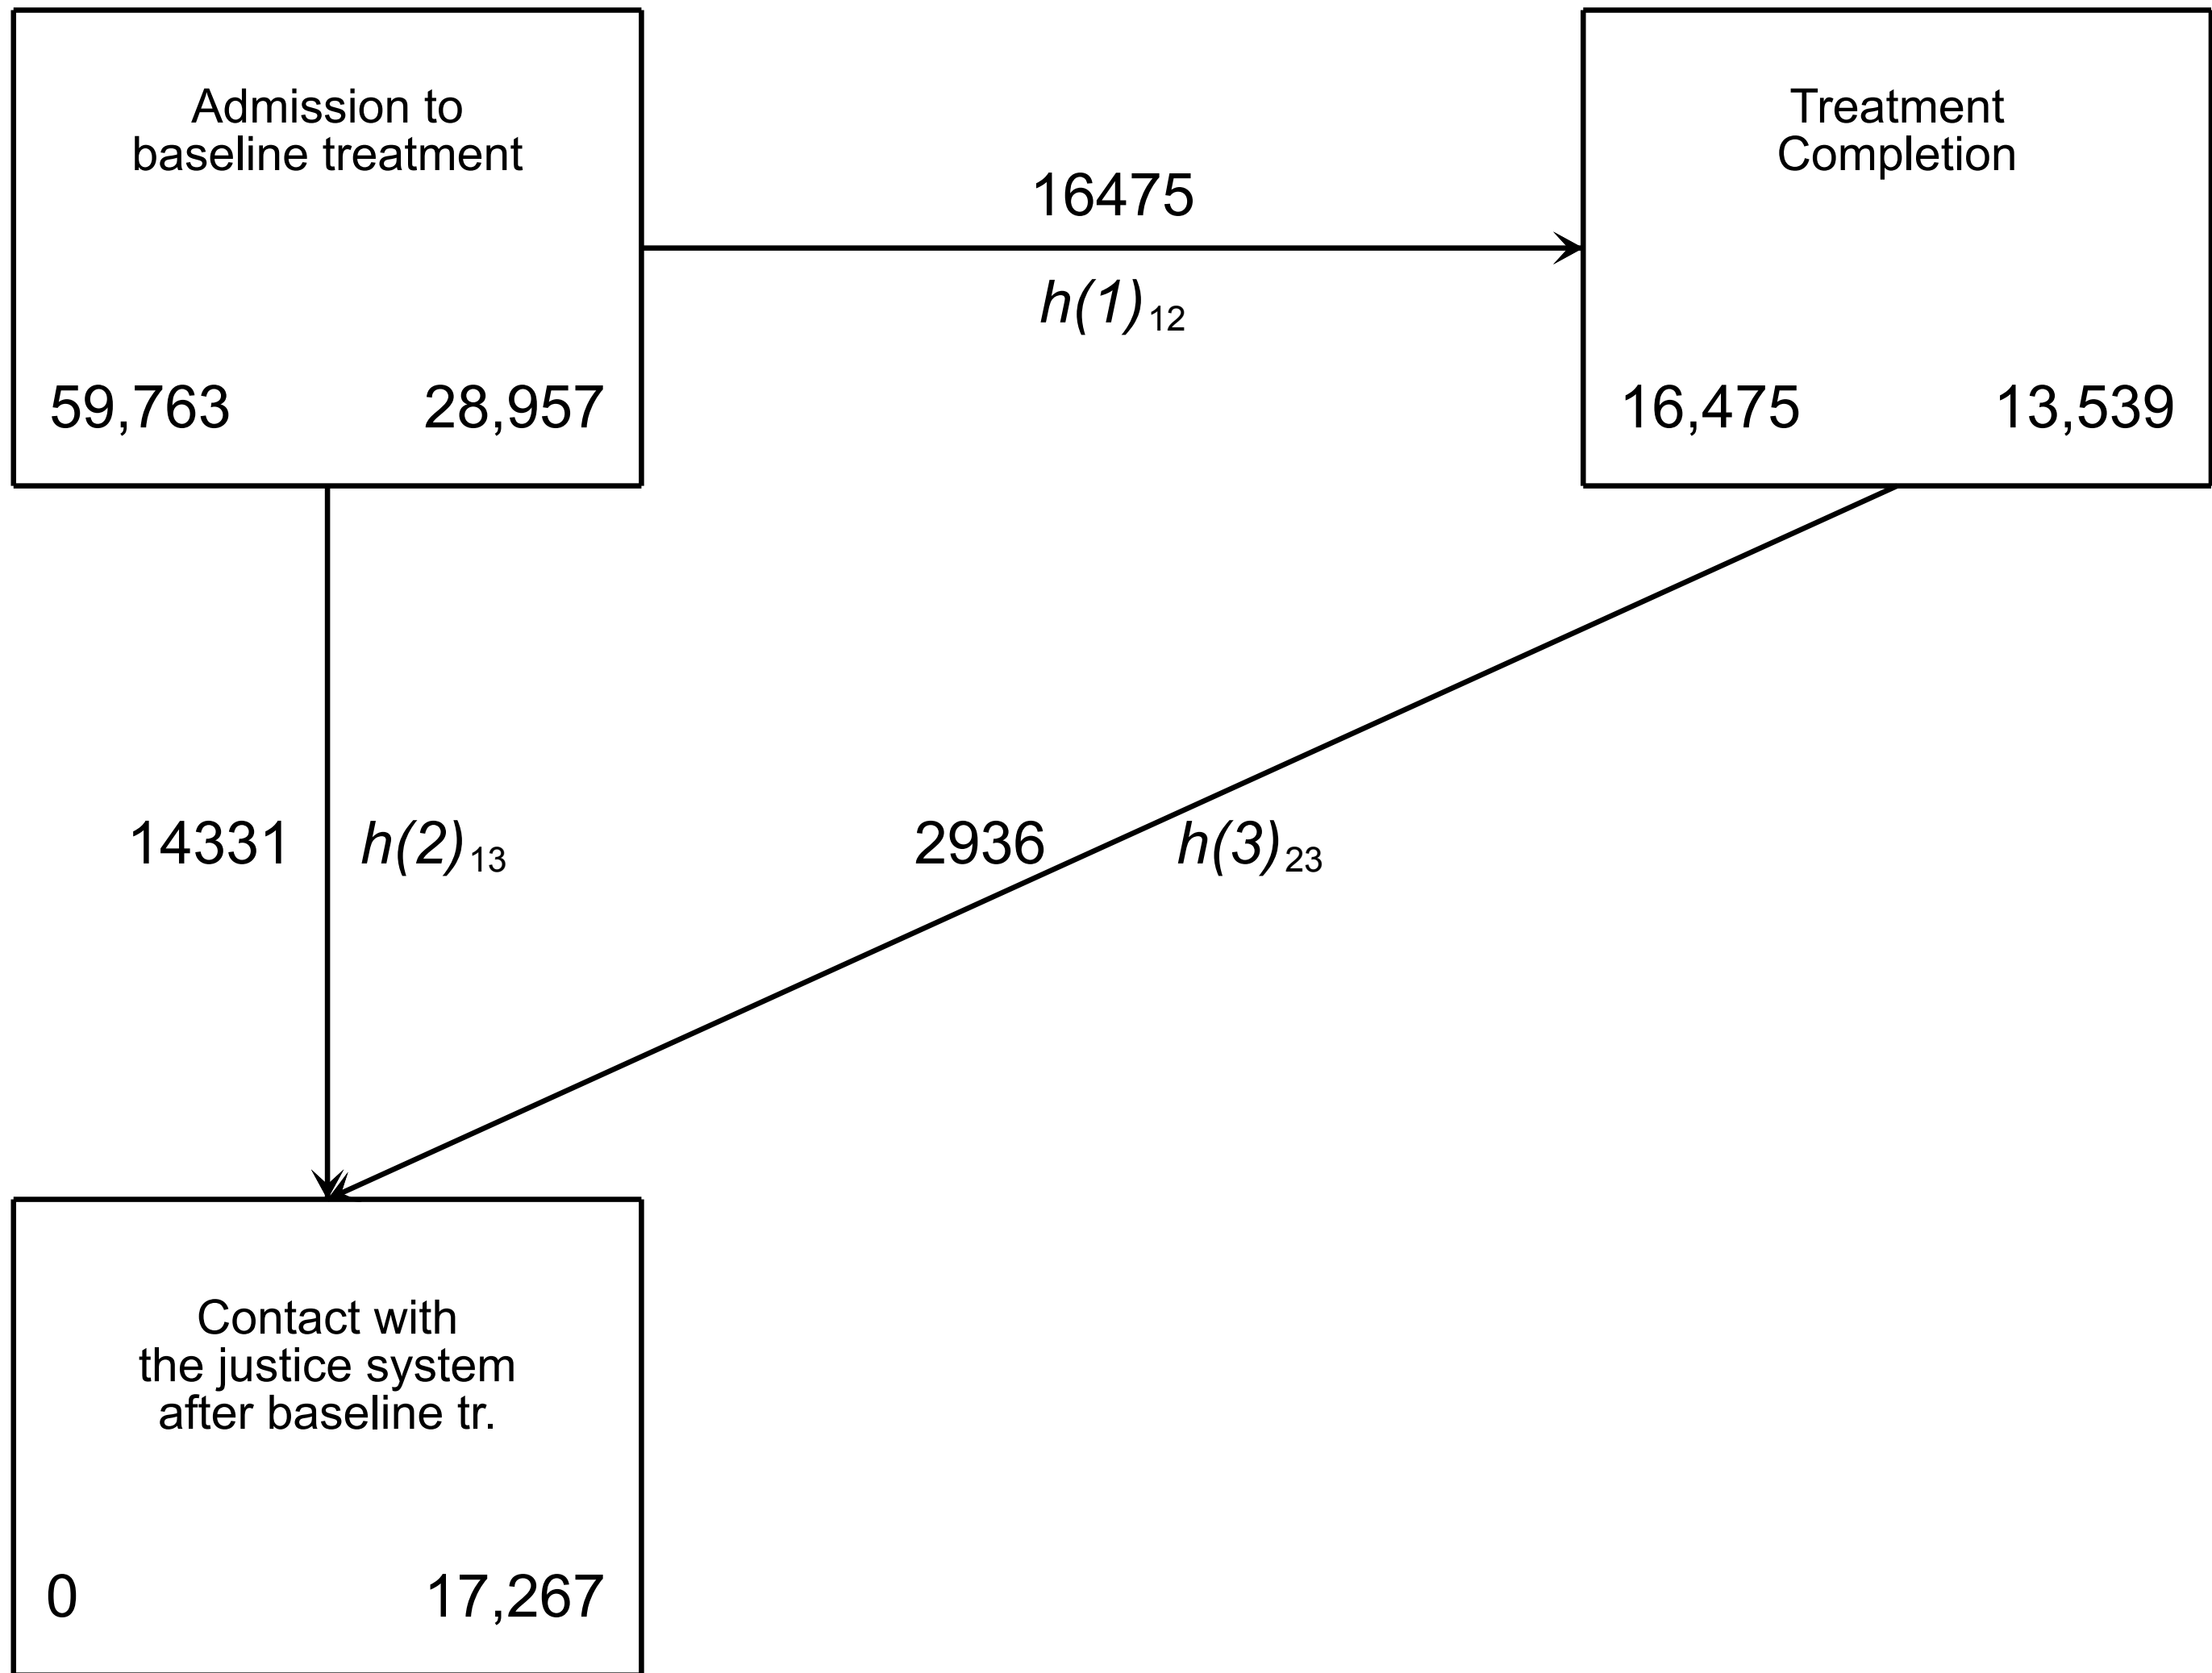 Admission to
baseline treatment
59,763 28,957
16475
h(1)12
Treatment
Completion
16,475 13,539
14331 h(2)13
2936 h(3)23
Contact with
the justice system
after baseline tr.
0 17,267